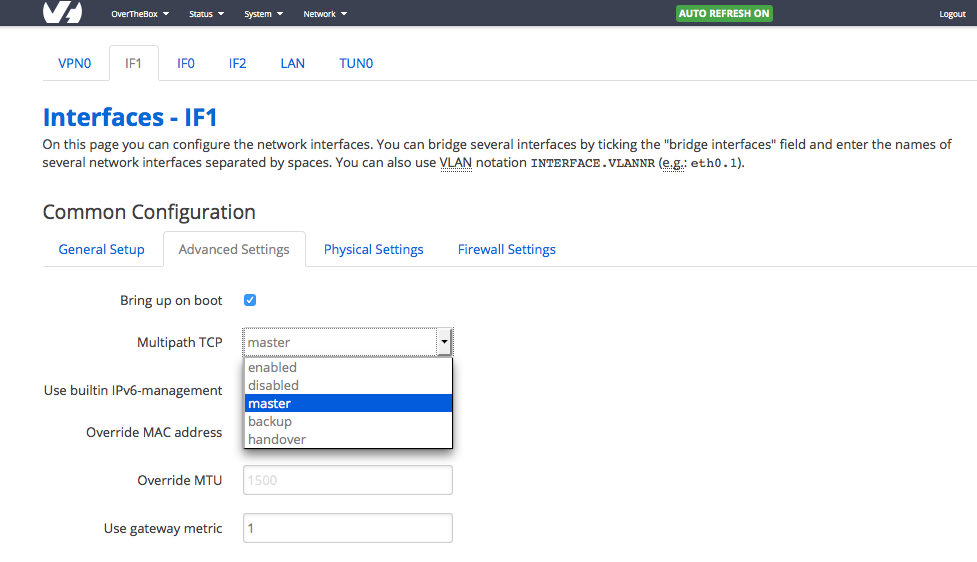 OverTheBox Status System Network AUTO REFRESH ON Logout
VPN0 IF1 IF0 IF2 LAN TUN0
Interfaces - IF1
On this page you can configure the network interfaces. You can bridge several interfaces by ticking the "bridge interfaces" field and enter the names of
several network interfaces separated by spaces. You can also use VLAN notation INTERFACE.VLANNR (e.g.: eth0.1).
Common Configuration
General Setup Advanced Settings Physical Settings Firewall Settings
Bring up on boot
Multipath TCP master
enabled
disabled
master
backup
handover
Use builtin IPv6-management
Override MAC address
Override MTU 1500
Use gateway metric 1